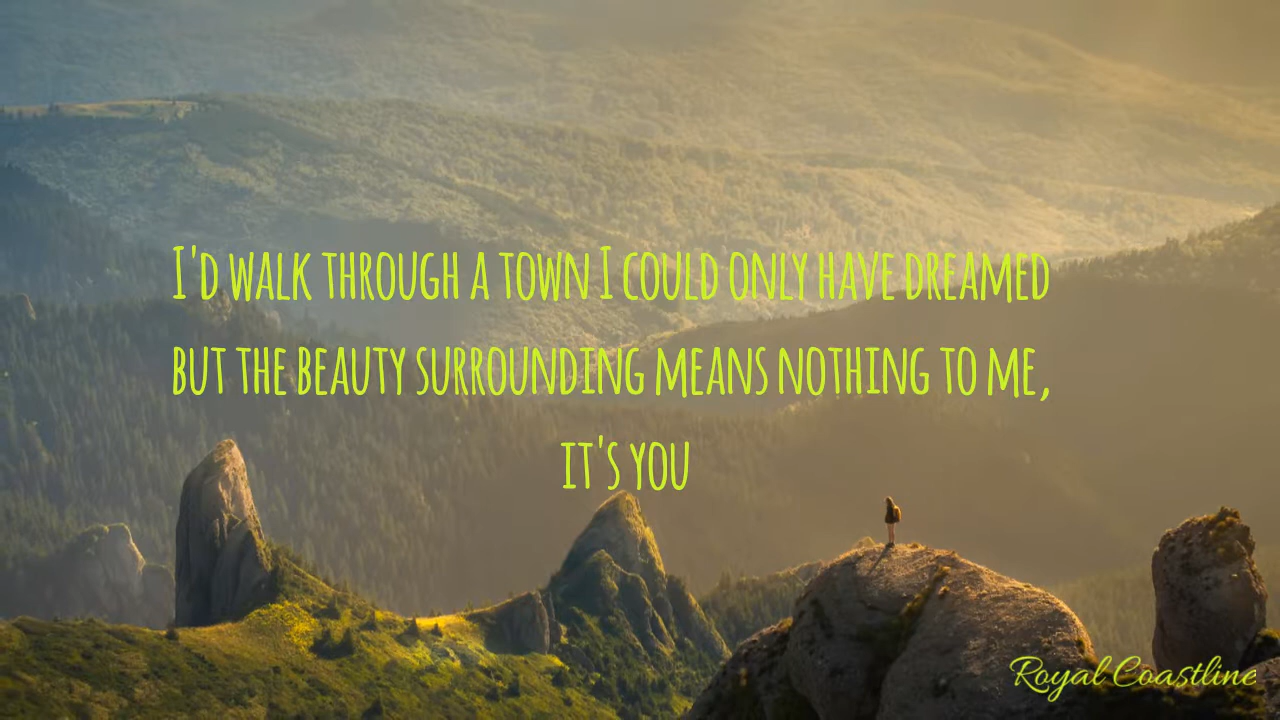 I'D WALK THROUGH A TOWN I COULD ONLY HAVE DREAMED
BUT THE BEAUTY SURROUNDING MEANS NOTHING TO ME,
IT'S YOU
Royal Coastline